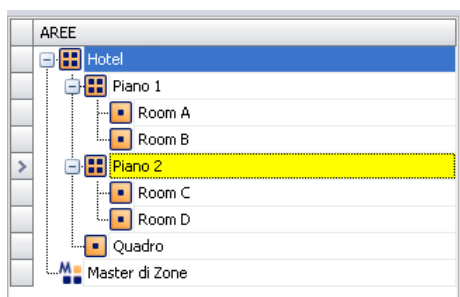 AREE
Hotel
Piano 1
Room A
Room B
Piano 2
Room C
Room D
Quadro
M Master di Zone